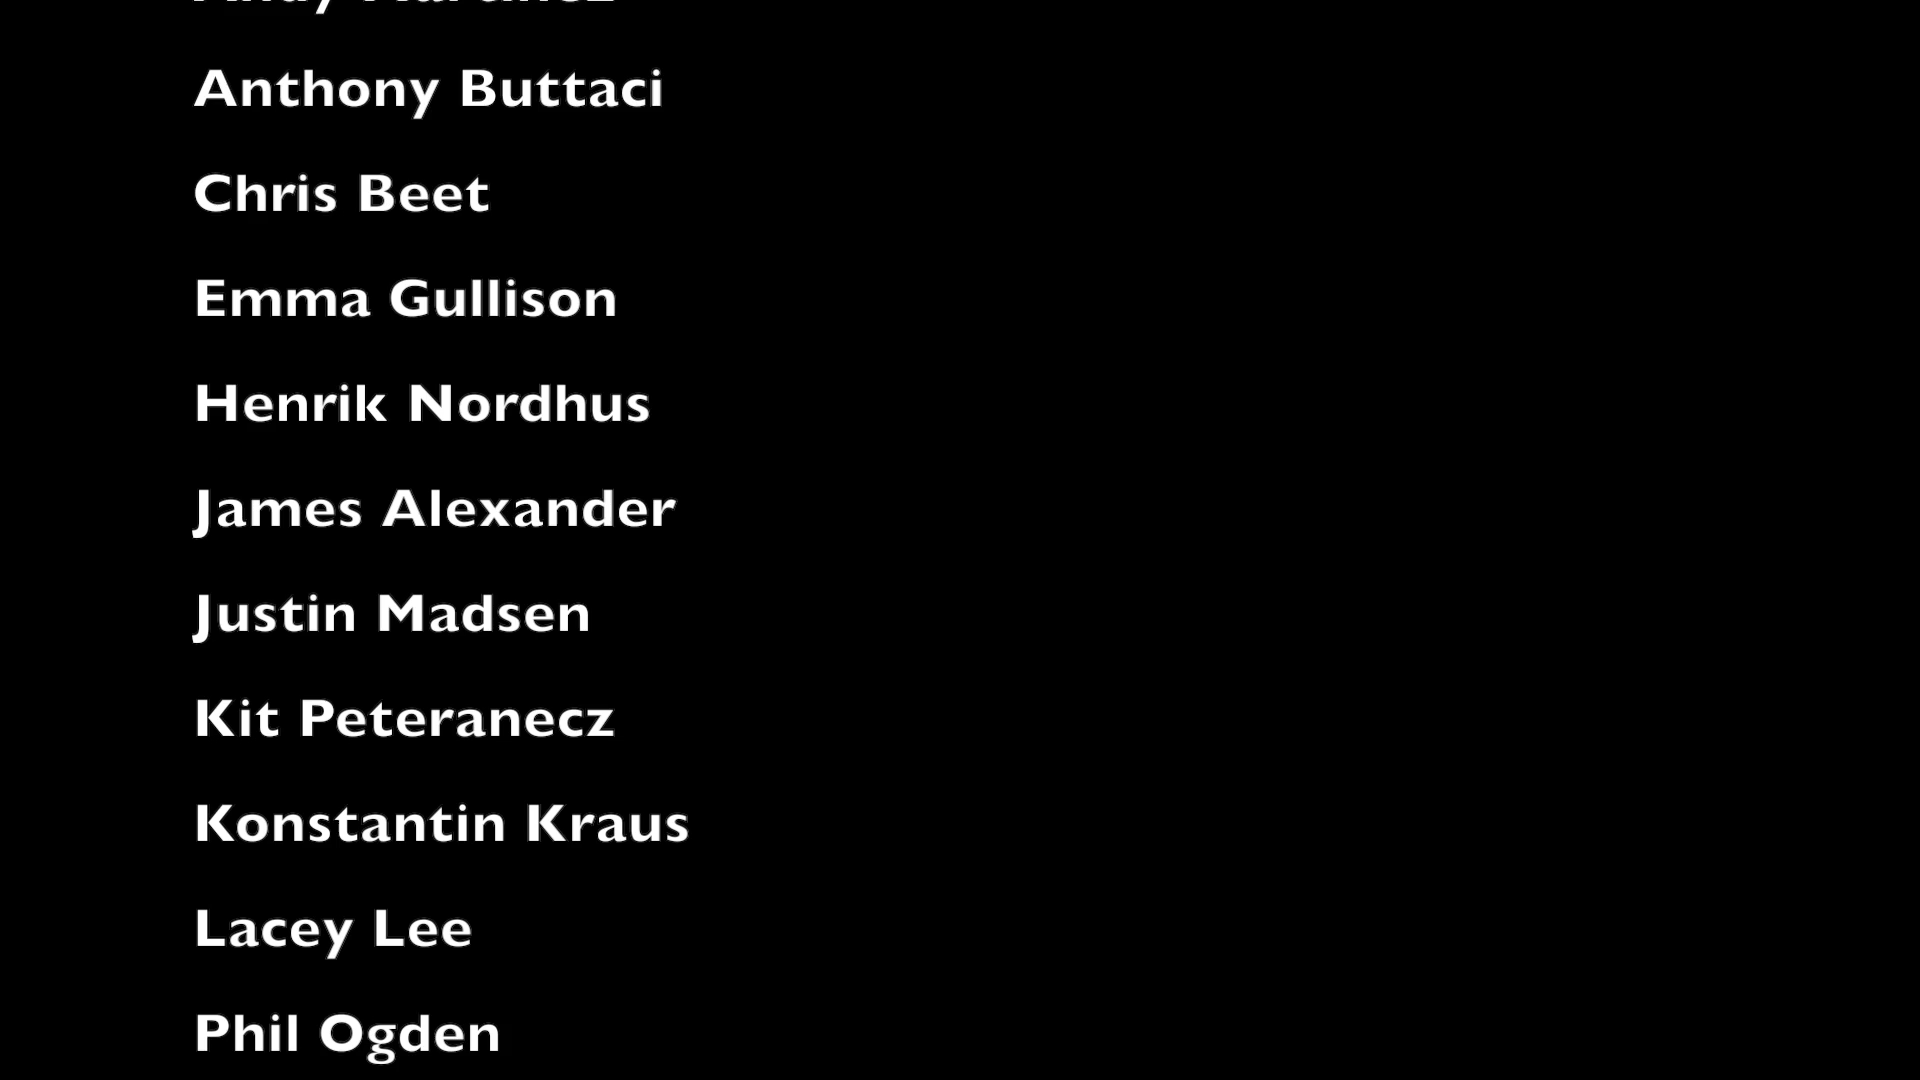 Anthony Buttaci
Chris Beet
Emma Gullison
Henrik Nordhus
James Alexander
Justin Madsen
Kit Peteranecz
Konstantin Kraus
Lacey Lee
Phil Ogden